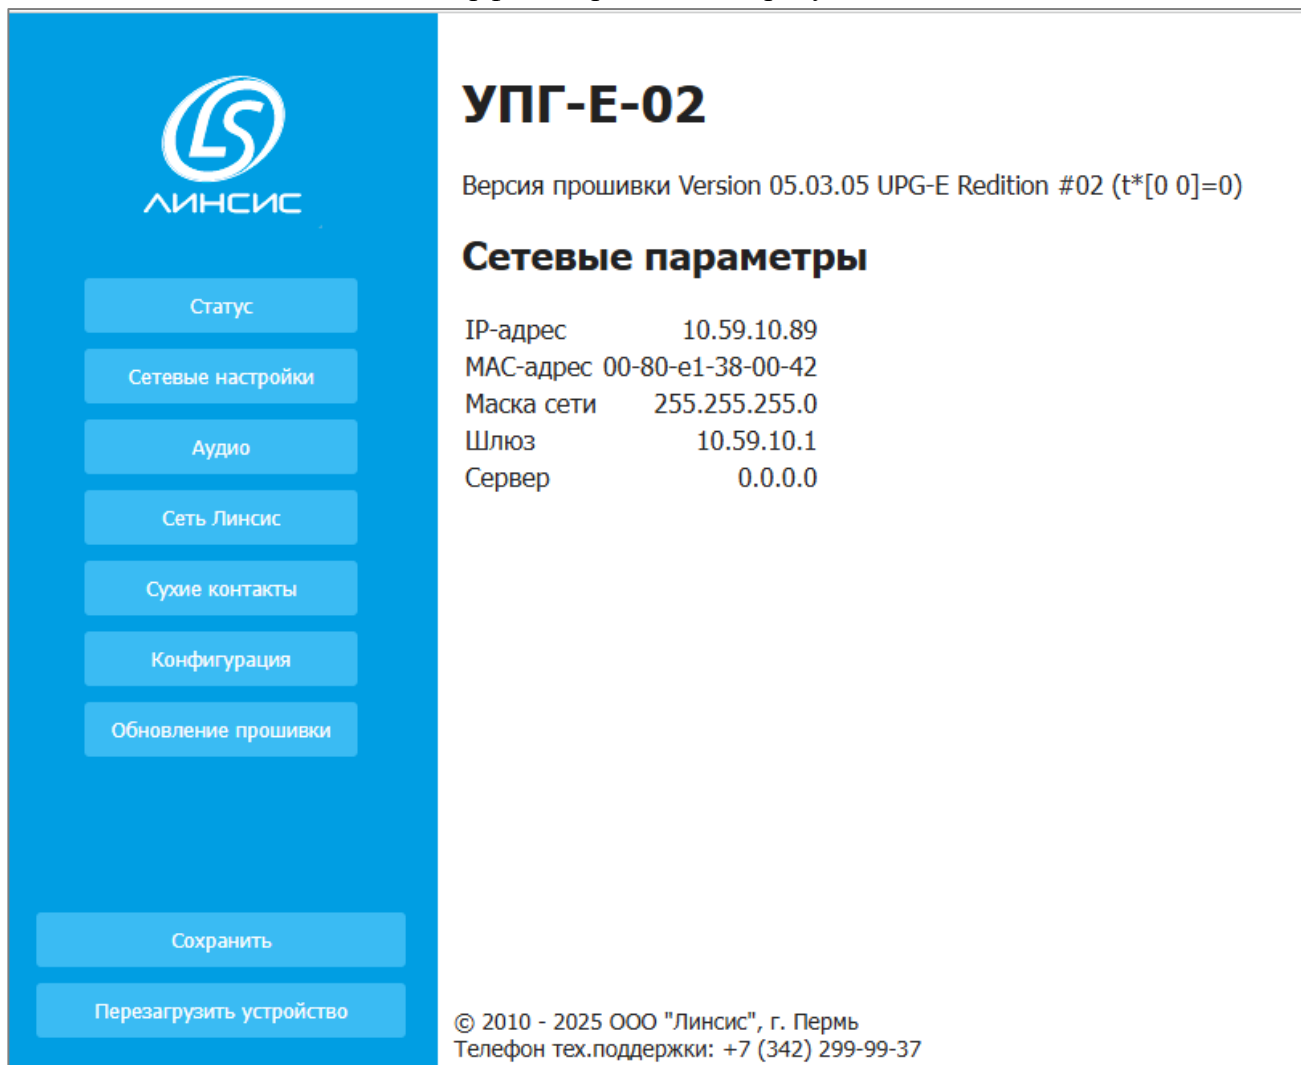 ЛИНСИС
Статус
Сетевые настройки
Аудио
Сеть Линсис
Сухие контакты
Конфигурация
Обновление прошивки
Сохранить
Перезагрузить устройство
УПГ-Е-02
Версия прошивки Version 05.03.05 UPG-E Redition #02 (t*[0 0]=0)
Сетевые параметры
IP-адрес 10.59.10.89
MAC-адрес 00-80-e1-38-00-42
Маска сети 255.255.255.0
Шлюз 10.59.10.1
Сервер 0.0.0.0
© 2010 - 2025 ООО "Линсис", г. Пермь
Телефон тех.поддержки: +7 (342) 299-99-37